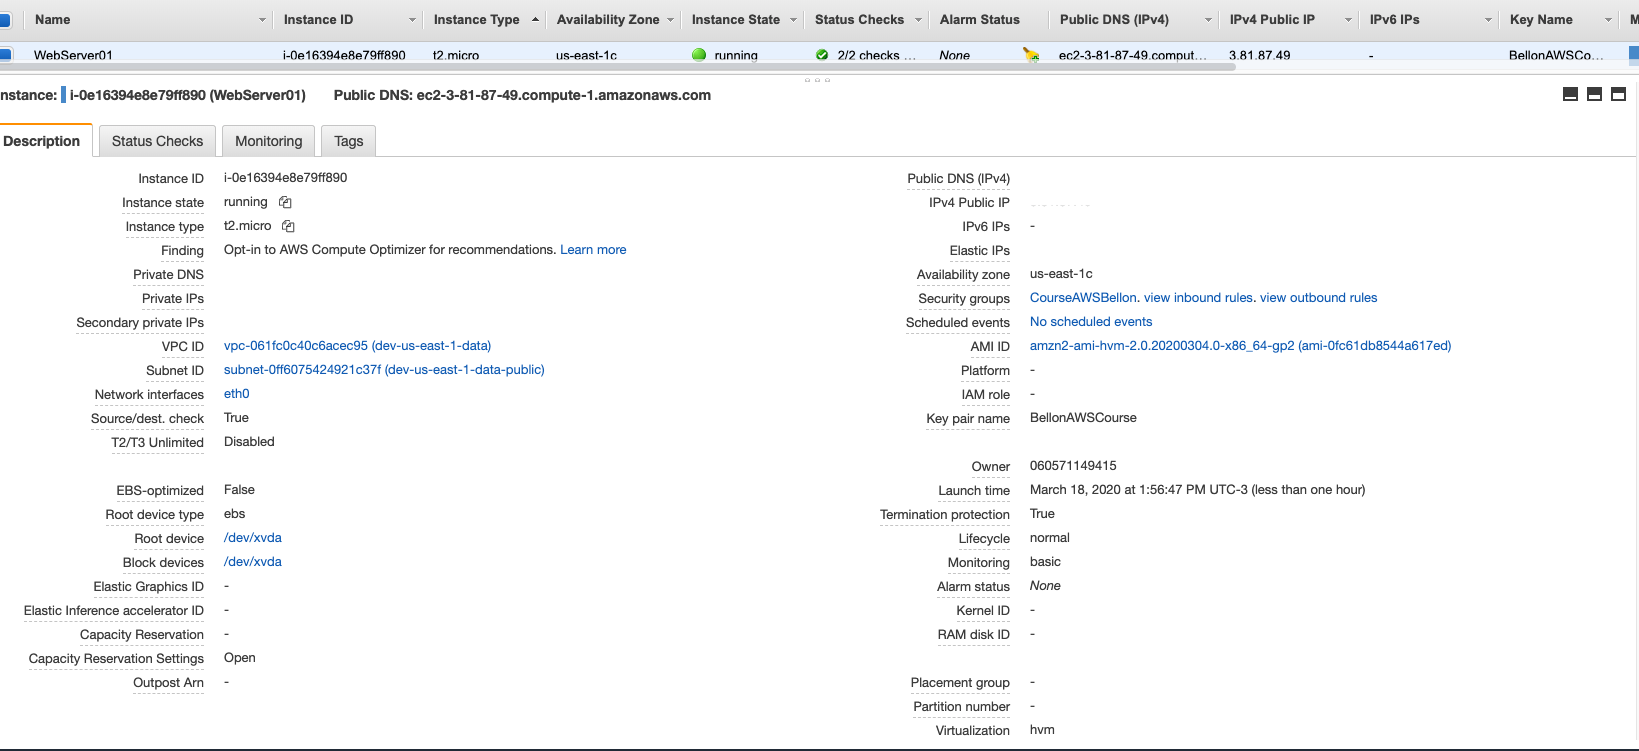 Name Instance ID Instance Type Availability Zone Instance State Status Checks Alarm Status Public DNS (IPv4) IPv4 Public IP IPv6 IPs Key Name M
WebServer01 i-0e16394e8e79ff890 t2.micro us-east-1c running 2/2 checks ... None ec2-3-81-87-49.comput... 3.81.87.49 - BellonAWSCo...
nstance: i-0e16394e8e79ff890 (WebServer01) Public DNS: ec2-3-81-87-49.compute-1.amazonaws.com
Description Status Checks Monitoring Tags
Instance ID i-0e16394e8e79ff890
Instance state running
Instance type t2.micro
Finding Opt-in to AWS Compute Optimizer for recommendations. Learn more
Private DNS
Private IPs
Secondary private IPs
VPC ID vpc-061fc0c40c6acec95 (dev-us-east-1-data)
Subnet ID subnet-0ff6075424921c37f (dev-us-east-1-data-public)
Network interfaces eth0
Source/dest. check True
T2/T3 Unlimited Disabled
EBS-optimized False
Root device type ebs
Root device /dev/xvda
Block devices /dev/xvda
Elastic Graphics ID -
Elastic Inference accelerator ID -
Capacity Reservation -
Capacity Reservation Settings Open
Outpost Arn -
Public DNS (IPv4)
IPv4 Public IP
IPv6 IPs -
Elastic IPs
Availability zone us-east-1c
Security groups CourseAWSBellon. view inbound rules. view outbound rules
Scheduled events No scheduled events
AMI ID amzn2-ami-hvm-2.0.20200304.0-x86_64-gp2 (ami-0fc61db8544a617ed)
Platform -
IAM role -
Key pair name BellonAWSCourse
Owner 060571149415
Launch time March 18, 2020 at 1:56:47 PM UTC-3 (less than one hour)
Termination protection True
Lifecycle normal
Monitoring basic
Alarm status None
Kernel ID -
RAM disk ID -
Placement group -
Partition number -
Virtualization hvm